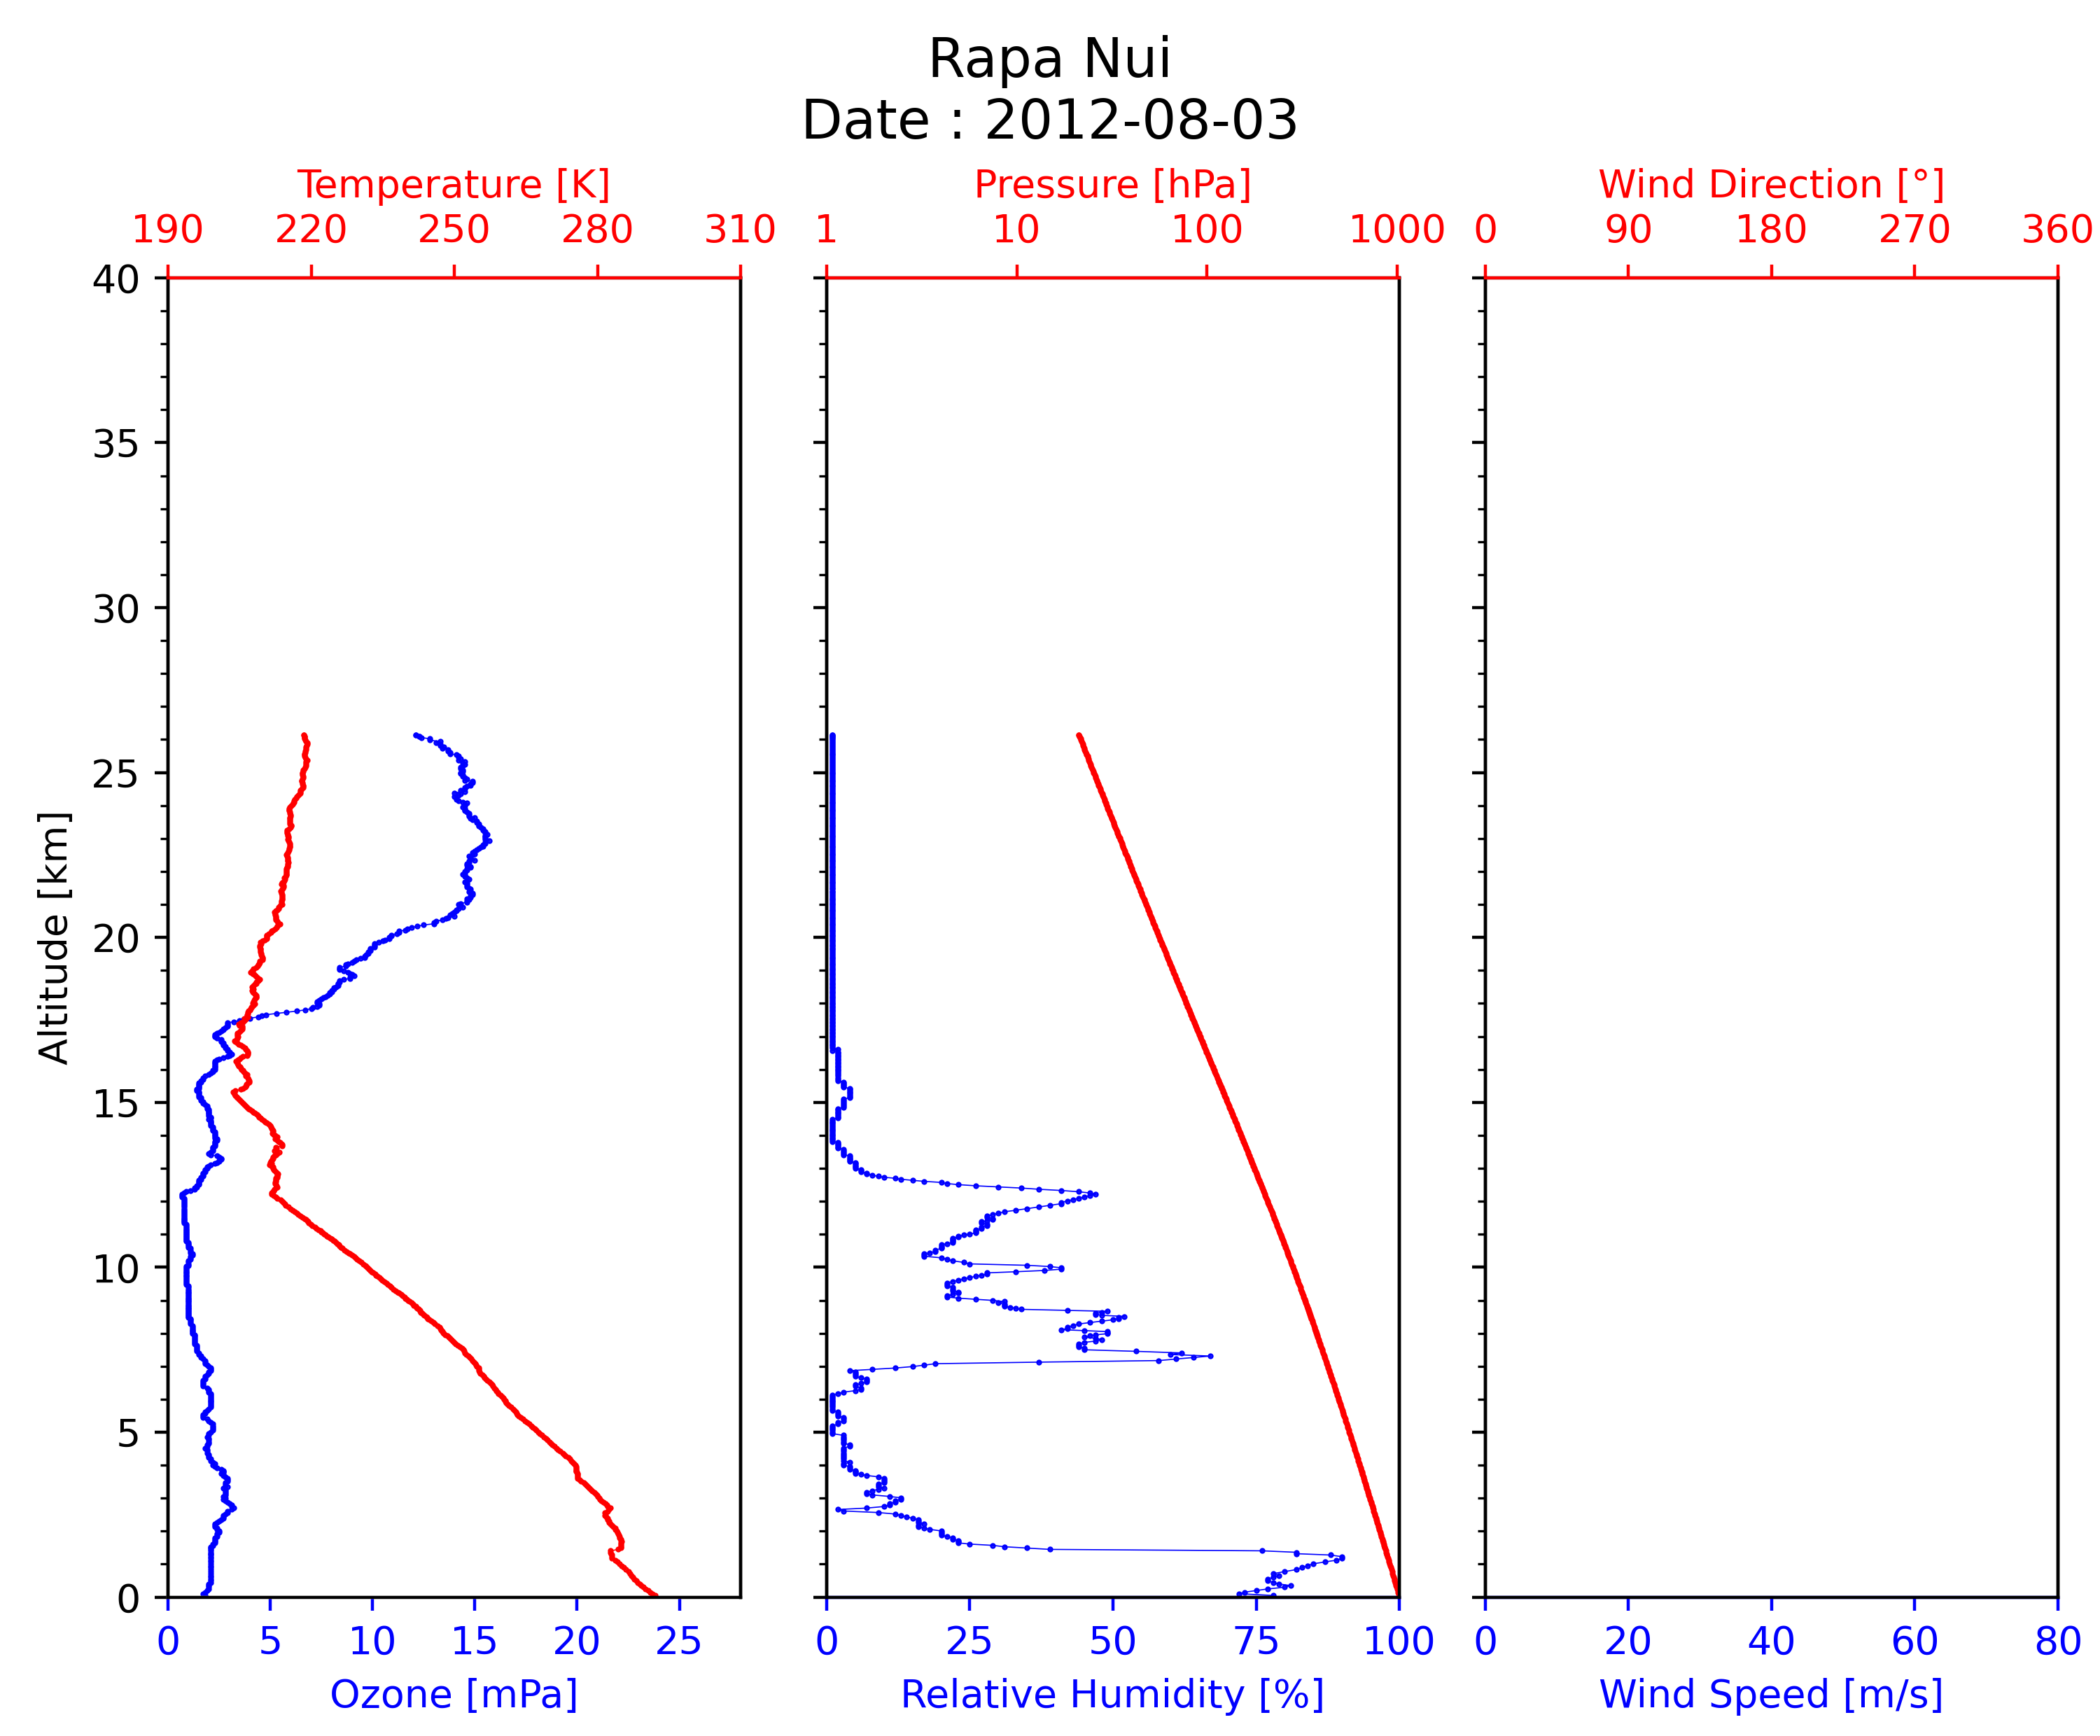 Rapa Nui
Date : 2012-08-03
Temperature [K]
190 220 250 280 310
Pressure [hPa]
1 10 100 1000
Wind Direction [°]
0 90 180 270 360
Altitude [km]
40
35
30
25
20
15
10
5
0
0 5 10 15 20 25
Ozone [mPa]
0 25 50 75 100
Relative Humidity [%]
0 20 40 60 80
Wind Speed [m/s]